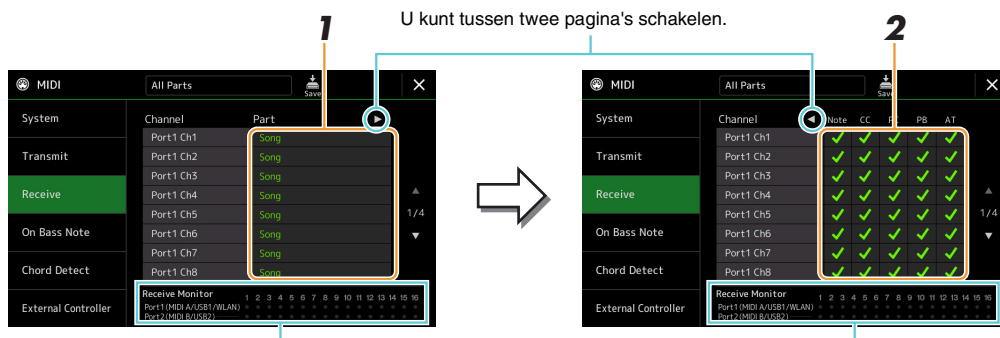 U kunt tussen twee pagina's schakelen.
1
2
MIDI
All Parts
Save
System
Transmit
Receive
On Bass Note
Chord Detect
External Controller
Channel Part
Port1 Ch1 Song
Port1 Ch2 Song
Port1 Ch3 Song
Port1 Ch4 Song
Port1 Ch5 Song
Port1 Ch6 Song
Port1 Ch7 Song
Port1 Ch8 Song
1/4
Receive Monitor 1 2 3 4 5 6 7 8 9 10 11 12 13 14 15 16
Port1(MIDI A/USB1/WLAN)
Port2(MIDI B/USB2)
MIDI
All Parts
Save
System
Transmit
Receive
On Bass Note
Chord Detect
External Controller
Channel Note CC PB AT
Port1 Ch1
Port1 Ch2
Port1 Ch3
Port1 Ch4
Port1 Ch5
Port1 Ch6
Port1 Ch7
Port1 Ch8
1/4
Receive Monitor 1 2 3 4 5 6 7 8 9 10 11 12 13 14 15 16
Port1(MIDI A/USB1/WLAN)
Port2(MIDI B/USB2)